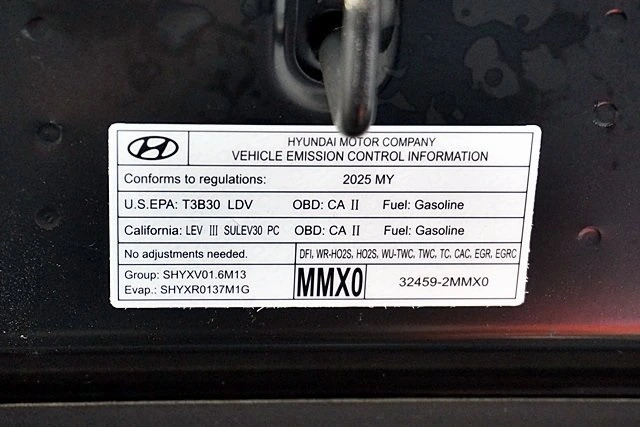 HYUNDAI MOTOR COMPANY
VEHICLE EMISSION CONTROL INFORMATION
Conforms to regulations: 2025 MY
U.S.EPA: T3B30 LDV OBD: CA II Fuel: Gasoline
California: LEV III SULEV30 PC OBD: CA II Fuel: Gasoline
No adjustments needed. DFI, WR-HO2S, HO2S, WU-TWC, TWC, TC, CAC, EGR, EGRC
Group: SHYXV01.6M13
Evap.: SHYXR0137M1G
MMX0 32459-2MMX0